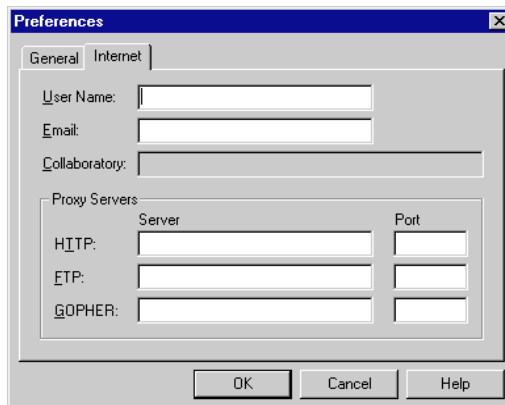 Preferences
General Internet
User Name:
Email:
Collaboratory:
Proxy Servers
Server Port
HTTP:
FTP:
GOPHER:
OK Cancel Help